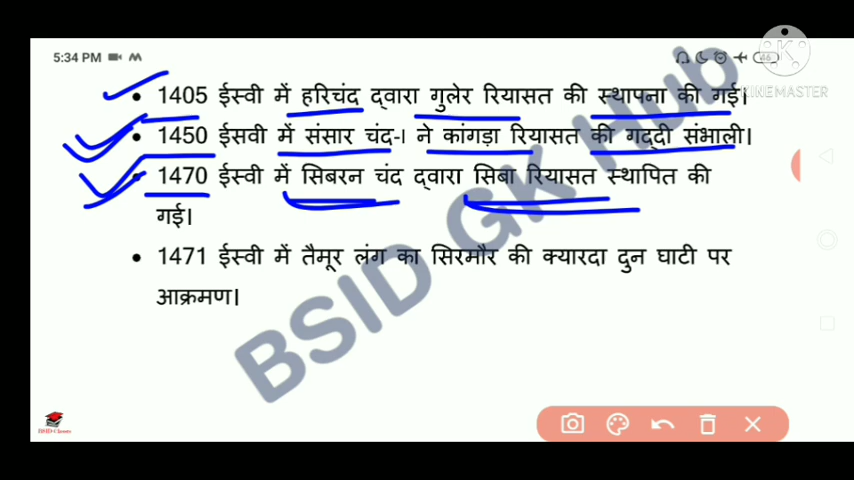 5:34 PM
46
KINEMASTER
• 1405 ईस्वी में हरिचंद द्वारा गुलेर रियासत की स्थापना की गई।
• 1450 ईसवी में संसार चंद-I ने कांगड़ा रियासत की गद्दी संभाली।
• 1470 ईस्वी में सिबरन चंद द्वारा सिबा रियासत स्थापित की
गई।
• 1471 ईस्वी में तैमूर लंग का सिरमौर की क्यारदा दुन घाटी पर
आक्रमण।
BSID GK Hub